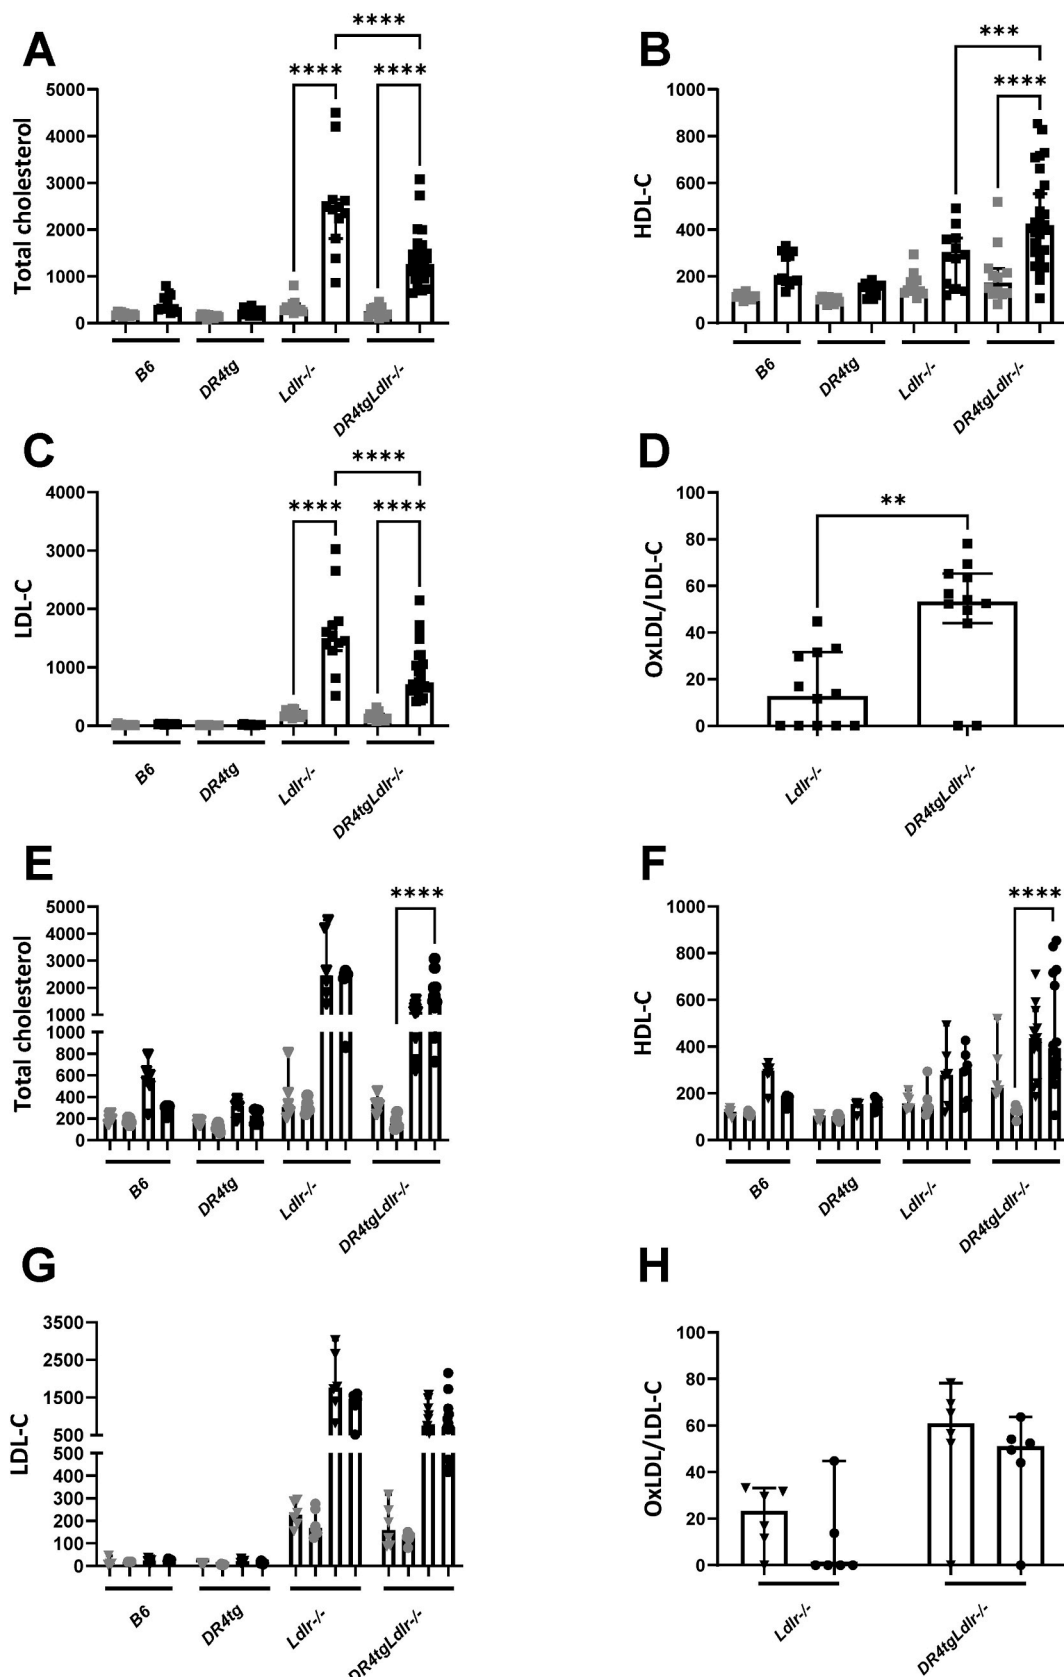 A
Total cholesterol
5000
4000
3000
2000
1000
0
****
****
****
B6
DR4tg
Ldlr-/-
DR4tgLdlr-/-
B
HDL-C
1000
800
600
400
200
0
***
****
B6
DR4tg
Ldlr-/-
DR4tgLdlr-/-
C
LDL-C
4000
3000
2000
1000
0
****
****
****
B6
DR4tg
Ldlr-/-
DR4tgLdlr-/-
D
OxLDL/LDL-C
100
80
60
40
20
0
**
Ldlr-/-
DR4tgLdlr-/-
E
Total cholesterol
5000
4000
3000
2000
1000
1000
800
600
400
200
0
****
B6
DR4tg
Ldlr-/-
DR4tgLdlr-/-
F
HDL-C
1000
800
600
400
200
0
****
B6
DR4tg
Ldlr-/-
DR4tgLdlr-/-
G
LDL-C
3500
2500
1500
500
500
400
300
200
100
0
B6
DR4tg
Ldlr-/-
DR4tgLdlr-/-
H
OxLDL/LDL-C
100
80
60
40
20
0
Ldlr-/-
DR4tgLdlr-/-